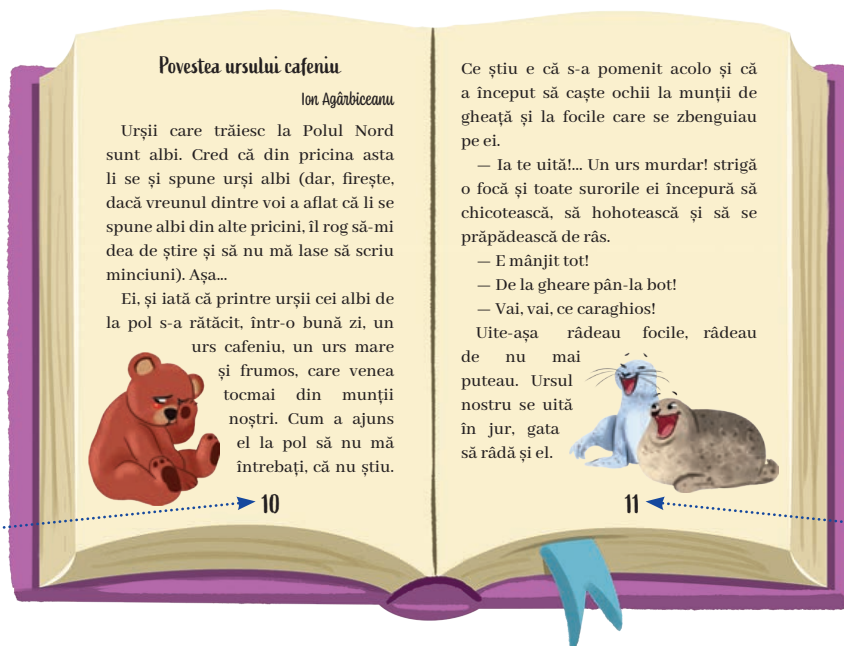 Povestea ursului cafeniu
Ion Agârbiceanu
Urșii care trăiesc la Polul Nord
sunt albi. Cred că din pricina asta
li se și spune urși albi (dar, firește,
dacă vreunul dintre voi a aflat că li se
spune albi din alte pricini, îl rog să-mi
dea de știre și să nu mă lase să scriu
minciuni). Așa...
Ei, și iată că printre urșii cei albi de
la pol s-a rătăcit, într-o bună zi, un
urs cafeniu, un urs mare
și frumos, care venea
tocmai din munții
noștri. Cum a ajuns
el la pol să nu mă
întrebați, că nu știu.
10
Ce știu e că s-a pomenit acolo și că
a început să caște ochii la munții de
gheață și la focile care se zbenguiau
pe ei.
— Ia te uită!... Un urs murdar! strigă
o focă și toate surorile ei începură să
chicotească, să hohotească și să se
prăpădească de râs.
— E mânjit tot!
— De la gheare pân-la bot!
— Vai, vai, ce caraghios!
Uite-așa râdeau focile, râdeau
de nu mai
puteau. Ursul
nostru se uită
în jur, gata
să râdă și el.
11